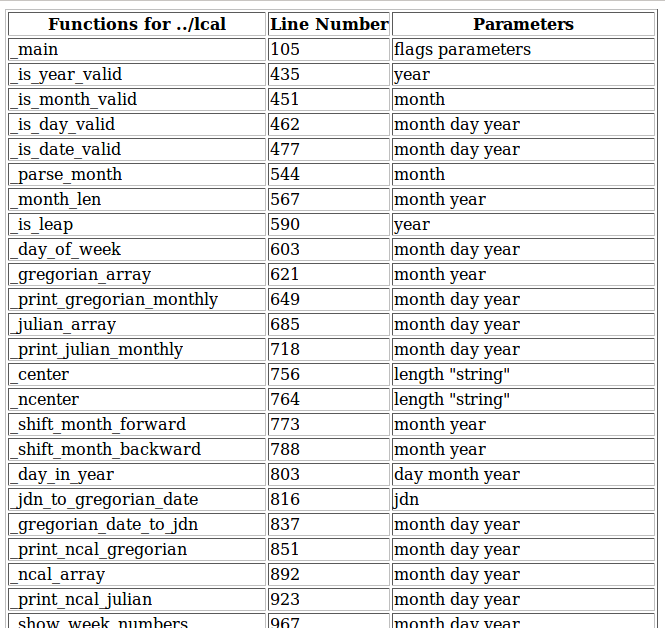 Functions for ../lcal Line Number Parameters
_main 105 flags parameters
_is_year_valid 435 year
_is_month_valid 451 month
_is_day_valid 462 month day year
_is_date_valid 477 month day year
_parse_month 544 month
_month_len 567 month year
_is_leap 590 year
_day_of_week 603 month day year
_gregorian_array 621 month year
_print_gregorian_monthly 649 month day year
_julian_array 685 month day year
_print_julian_monthly 718 month day year
_center 756 length "string"
_ncenter 764 length "string"
_shift_month_forward 773 month year
_shift_month_backward 788 month year
_day_in_year 803 day month year
_jdn_to_gregorian_date 816 jdn
_gregorian_date_to_jdn 837 month day year
_print_ncal_gregorian 851 month day year
_ncal_array 892 month day year
_print_ncal_julian 923 month day year
_show_week_numbers 967 month day year